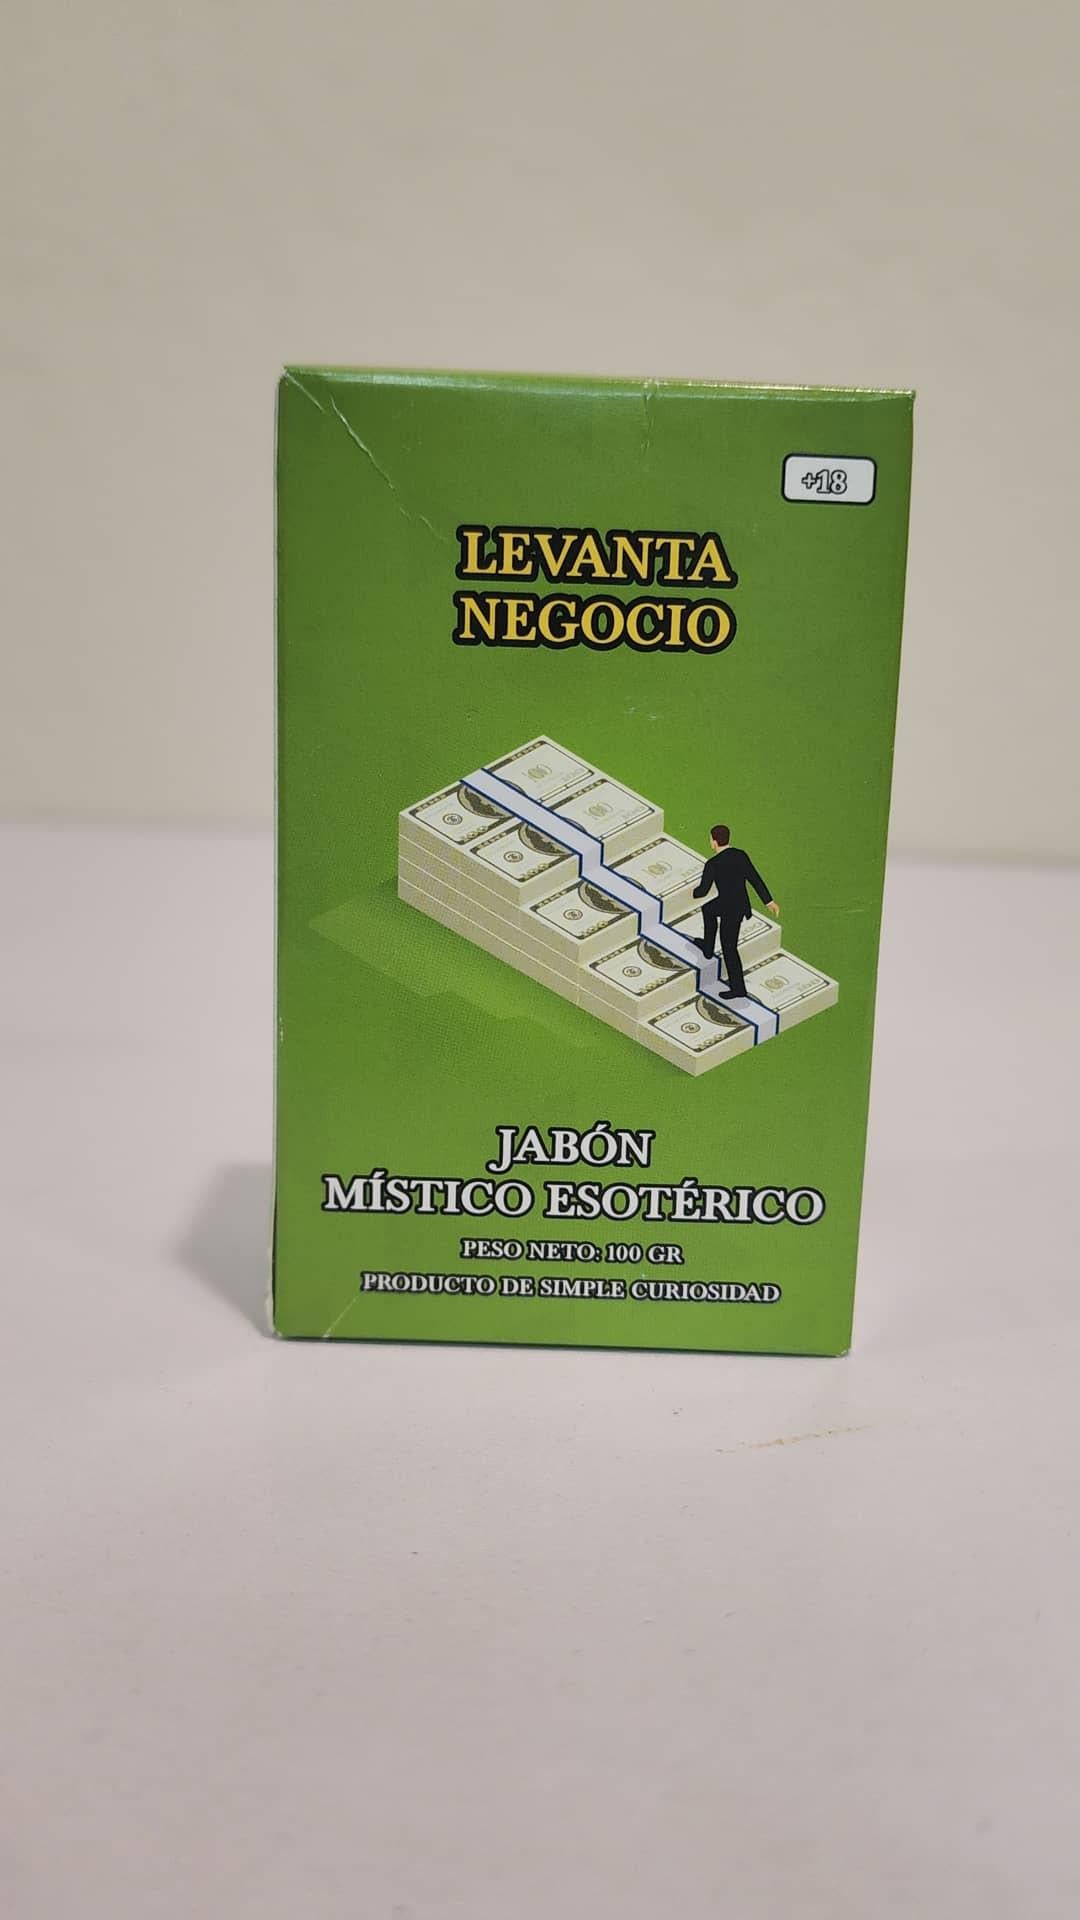 +18
LEVANTA
NEGOCIO
JABÓN
MÍSTICO ESOTÉRICO
PESO NETO: 100 GR
PRODUCTO DE SIMPLE CURIOSIDAD